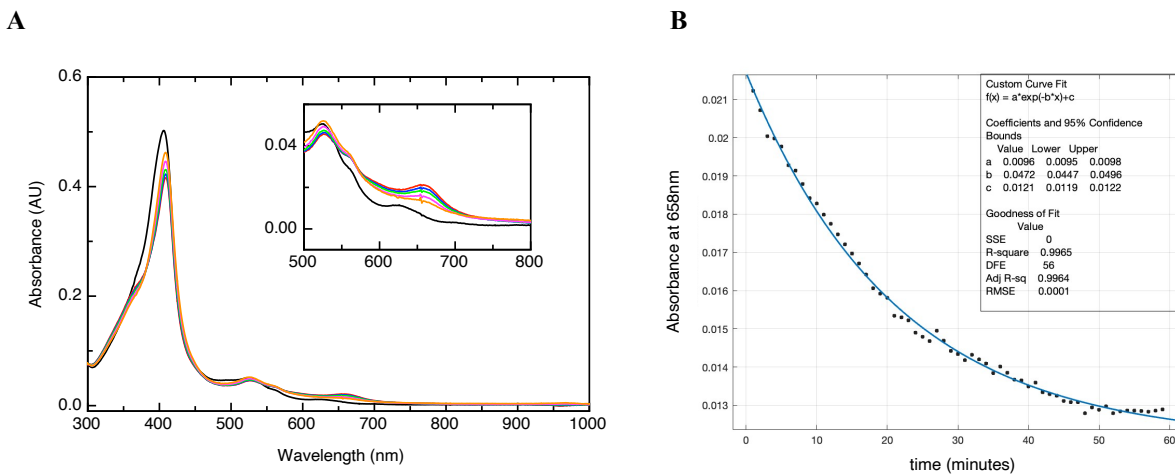 A
B
0.6
0.4
0.2
0.0
Absorbance (AU)
300 400 500 600 700 800 900 1000
Wavelength (nm)
0.04
0.00
500 600 700 800
Absorbance at 658nm
0.021
0.02
0.019
0.018
0.017
0.016
0.015
0.014
0.013
0 10 20 30 40 50 60
time (minutes)
Custom Curve Fit
f(x) = a*exp(-b*x)+c
Coefficients and 95% Confidence
Bounds
Value Lower Upper
a 0.0096 0.0095 0.0098
b 0.0472 0.0447 0.0496
c 0.0121 0.0119 0.0122
Goodness of Fit
Value
SSE 0
R-square 0.9965
DFE 56
Adj R-sq 0.9964
RMSE 0.0001